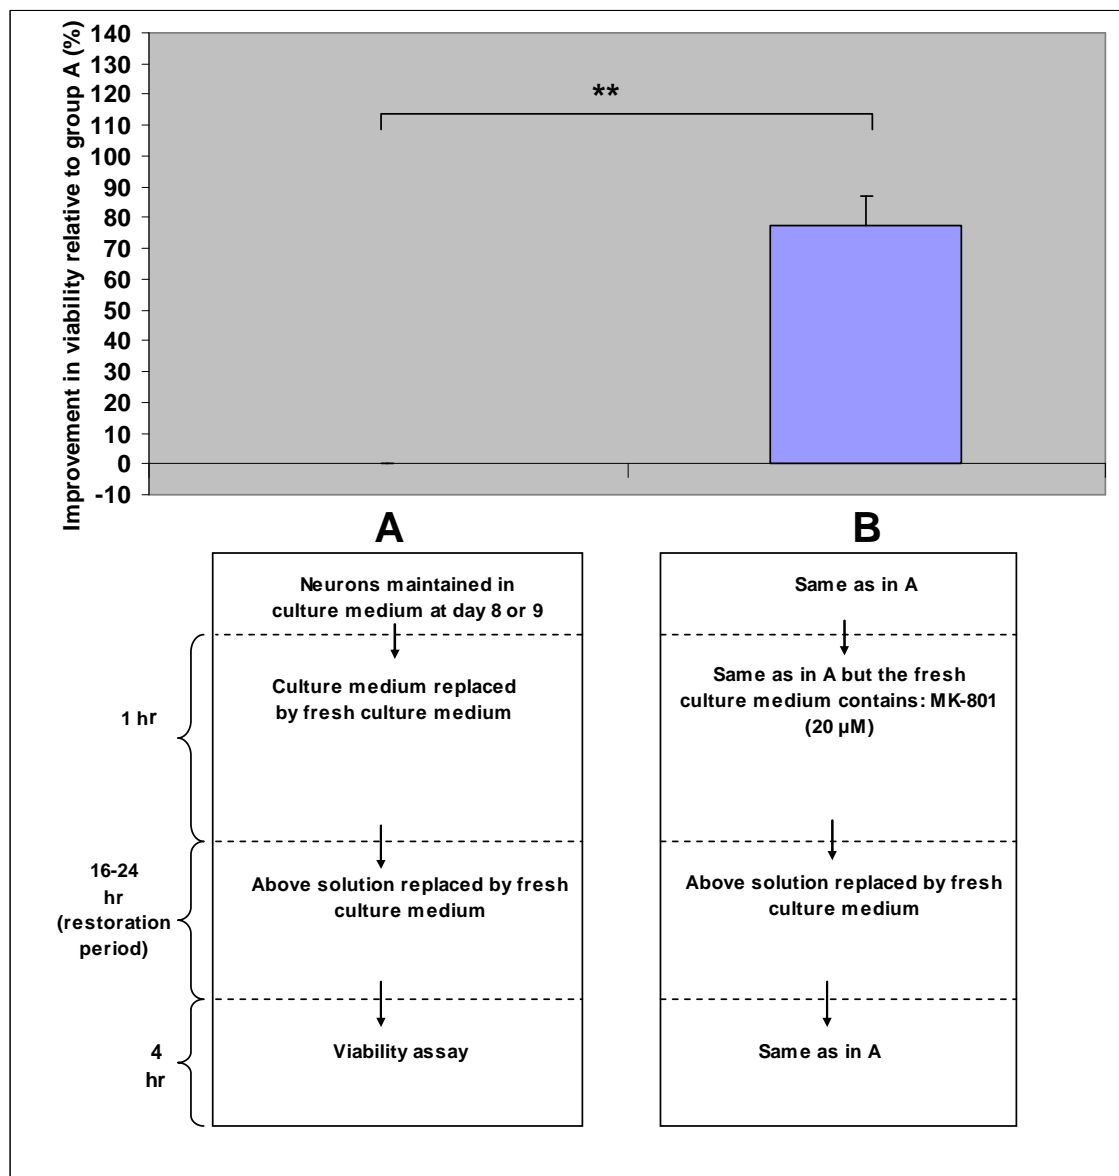 Improvement in viability relative to group A (%)
140
130
120
110
100
90
80
70
60
50
40
30
20
10
0
-10
**
A
B
Neurons maintained in
culture medium at day 8 or 9
Same as in A
1 hr
Culture medium replaced
by fresh culture medium
Same as in A but the fresh
culture medium contains: MK-801
(20 µM)
16-24
hr
(restoration
period)
Above solution replaced by fresh
culture medium
Above solution replaced by fresh
culture medium
4
hr
Viability assay
Same as in A